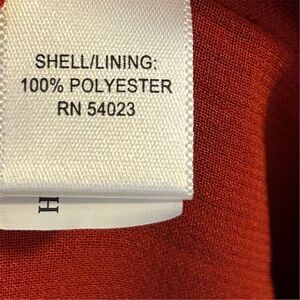 SHELL/LINING:
100% POLYESTER
RN 54023
H